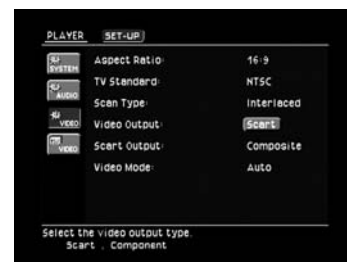 PLAYER SET-UP
SYSTEM
AUDIO
VIDEO
VIDEO
Aspect Ratio: 16:9
TV Standard: NTSC
Scan Type: Interlaced
Video Output: Scart
Scart Output: Composite
Video Mode: Auto
Select the video output type.
Scart , Component